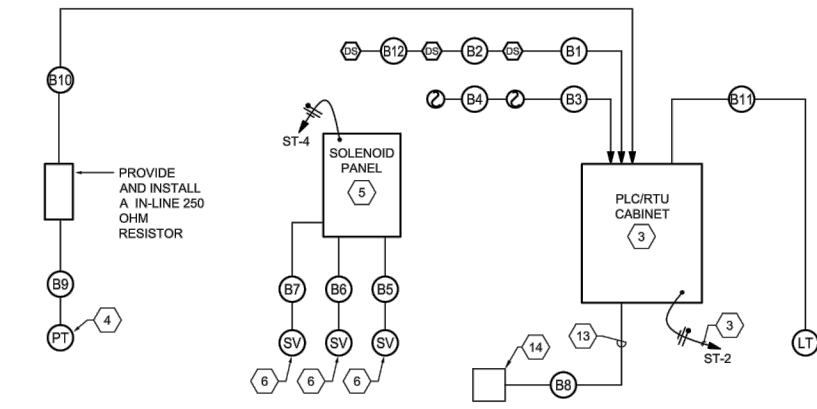 DS
B12
DS
B2
DS
B1
B10
B4
B3
B11
ST-4
SOLENOID
PANEL
5
PROVIDE
AND INSTALL
A IN-LINE 250
OHM
RESISTOR
PLC/RTU
CABINET
3
B9
B7
B6
B5
4
PT
SV
SV
SV
13
14
3
ST-2
LT
6
6
6
B8